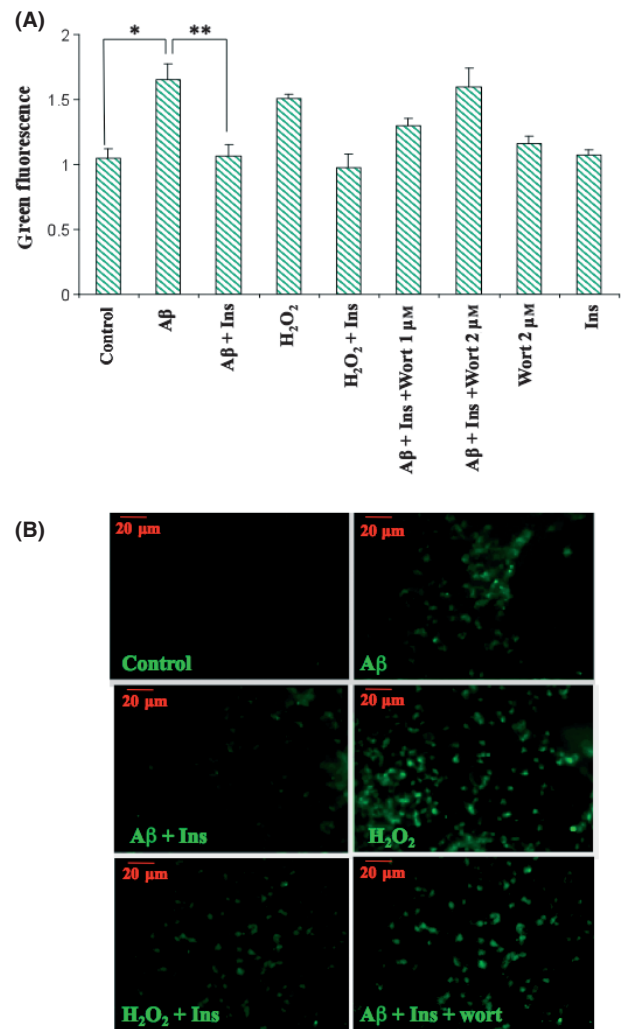 (A)
* **
Green fluorescence
2
1.5
1
0.5
0
Control
Aβ
Aβ + Ins
H₂O₂
H₂O₂ + Ins
Aβ + Ins +Wort 1 μM
Aβ + Ins +Wort 2 μM
Wort 2 μM
Ins
(B)
20 μm
Control
20 μm
Aβ
20 μm
Aβ + Ins
20 μm
H₂O₂
20 μm
H₂O₂ + Ins
20 μm
Aβ + Ins + wort